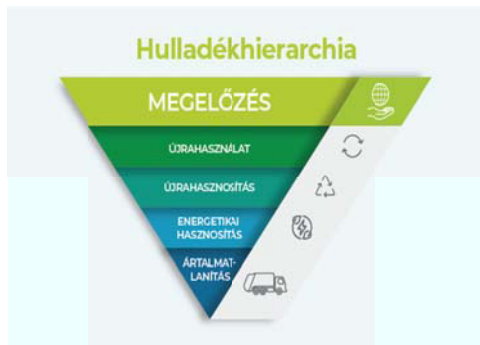 Hulladékhierarchia
MEGELŐZÉS
ÚJRAHASZNÁLAT
ÚJRAHASZNOSÍTÁS
ENERGETIKAI
HASZNOSÍTÁS
ÁRTALMAT-
LANÍTÁS